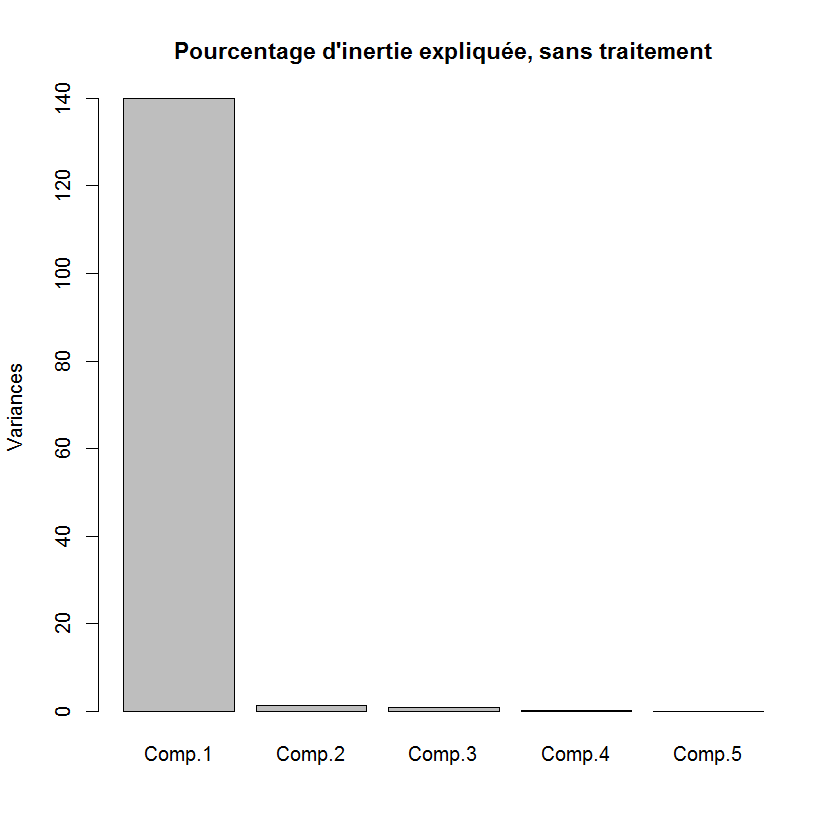 Pourcentage d'inertie expliquée, sans traitement
Variances
140
120
100
80
60
40
20
0
Comp.1 Comp.2 Comp.3 Comp.4 Comp.5